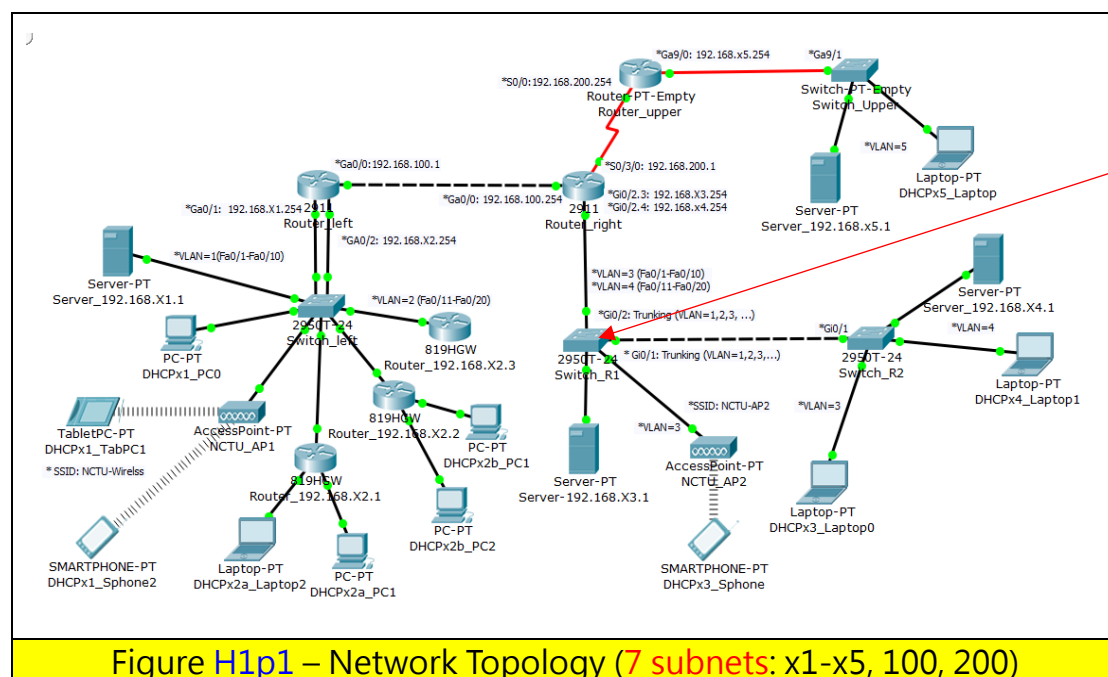 *Ga9/0: 192.168.x5.254
*Ga9/1
*S0/0:192.168.200.254
Router-PT-Empty
Router_upper
Switch-PT-Empty
Switch_Upper
*VLAN=5
Laptop-PT
DHCPx5_Laptop
Server-PT
Server_192.168.x5.1
*Ga0/0:192.168.100.1
*S0/3/0: 192.168.200.1
*Ga0/0: 192.168.100.254
*Gi0/2.3: 192.168.X3.254
*Gi0/2.4: 192.168.x4.254
2911
Router_right
2911
Router_left
*Ga0/1: 192.168.X1.254
*GA0/2: 192.168.X2.254
*VLAN=1(Fa0/1-Fa0/10)
Server-PT
Server_192.168.X1.1
*VLAN=2 (Fa0/11-Fa0/20)
2950T-24
Switch_left
PC-PT
DHCPx1_PC0
819HGW
Router_192.168.X2.3
819HGW
Router_192.168.X2.2
PC-PT
DHCPx2b_PC1
TabletPC-PT
DHCPx1_TabPC1
AccessPoint-PT
NCTU_AP1
* SSID: NCTU-Wirelss
819HGW
Router_192.168.X2.1
PC-PT
DHCPx2b_PC2
SMARTPHONE-PT
DHCPx1_Sphone2
Laptop-PT
DHCPx2a_Laptop2
PC-PT
DHCPx2a_PC1
*VLAN=3 (Fa0/1-Fa0/10)
*VLAN=4 (Fa0/11-Fa0/20)
*Gi0/2: Trunking (VLAN=1,2,3, ...)
* Gi0/1: Trunking (VLAN=1,2,3,...)
2950T-24
Switch_R1
*Gi0/1
2950T-24
Switch_R2
Server-PT
Server_192.168.X4.1
*VLAN=4
Laptop-PT
DHCPx4_Laptop1
*SSID: NCTU-AP2
*VLAN=3
*VLAN=3
Server-PT
Server-192.168.X3.1
AccessPoint-PT
NCTU_AP2
Laptop-PT
DHCPx3_Laptop0
SMARTPHONE-PT
DHCPx3_Sphone
Figure H1p1 – Network Topology (7 subnets: x1-x5, 100, 200)